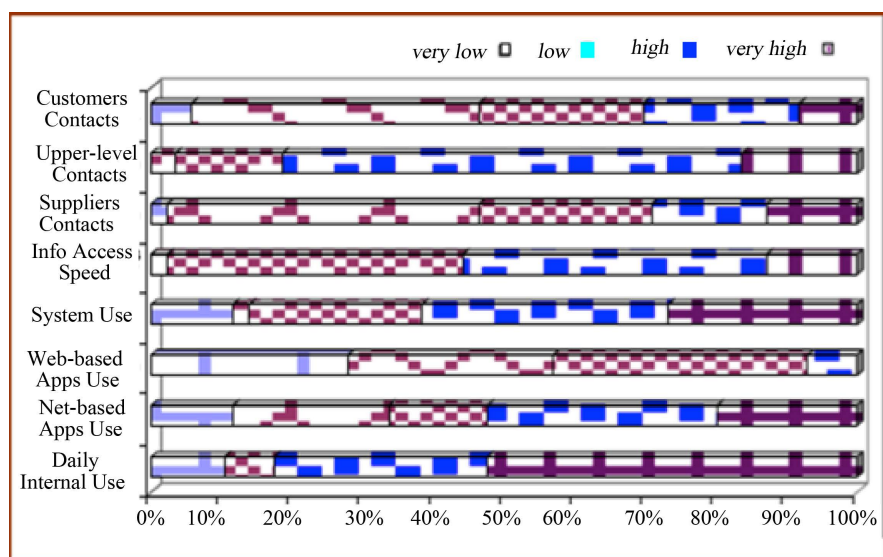 very low low high very high
Customers
Contacts
Upper-level
Contacts
Suppliers
Contacts
Info Access
Speed
System Use
Web-based
Apps Use
Net-based
Apps Use
Daily
Internal Use
0% 10% 20% 30% 40% 50% 60% 70% 80% 90% 100%